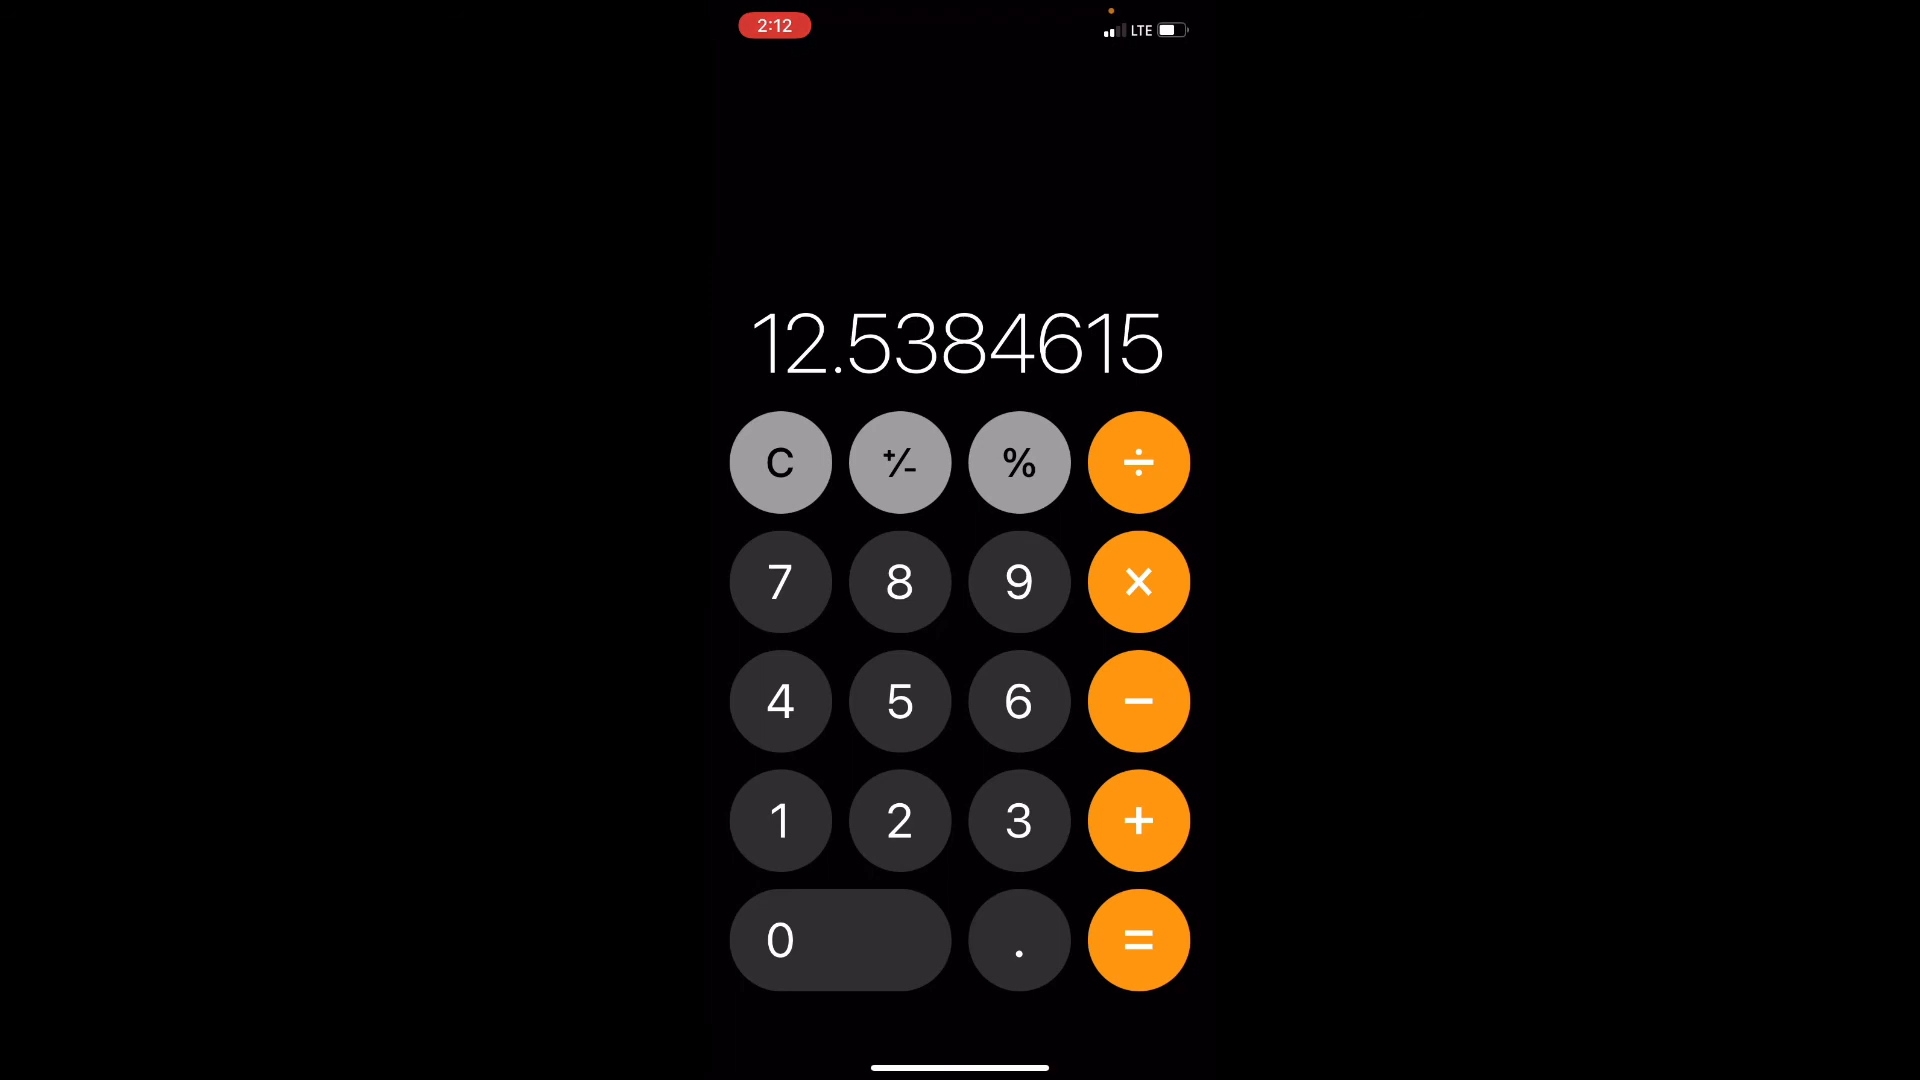 2:12 LTE
12.5384615
C ⁺⁄₋ % ÷
7 8 9 ×
4 5 6 −
1 2 3 +
0 . =